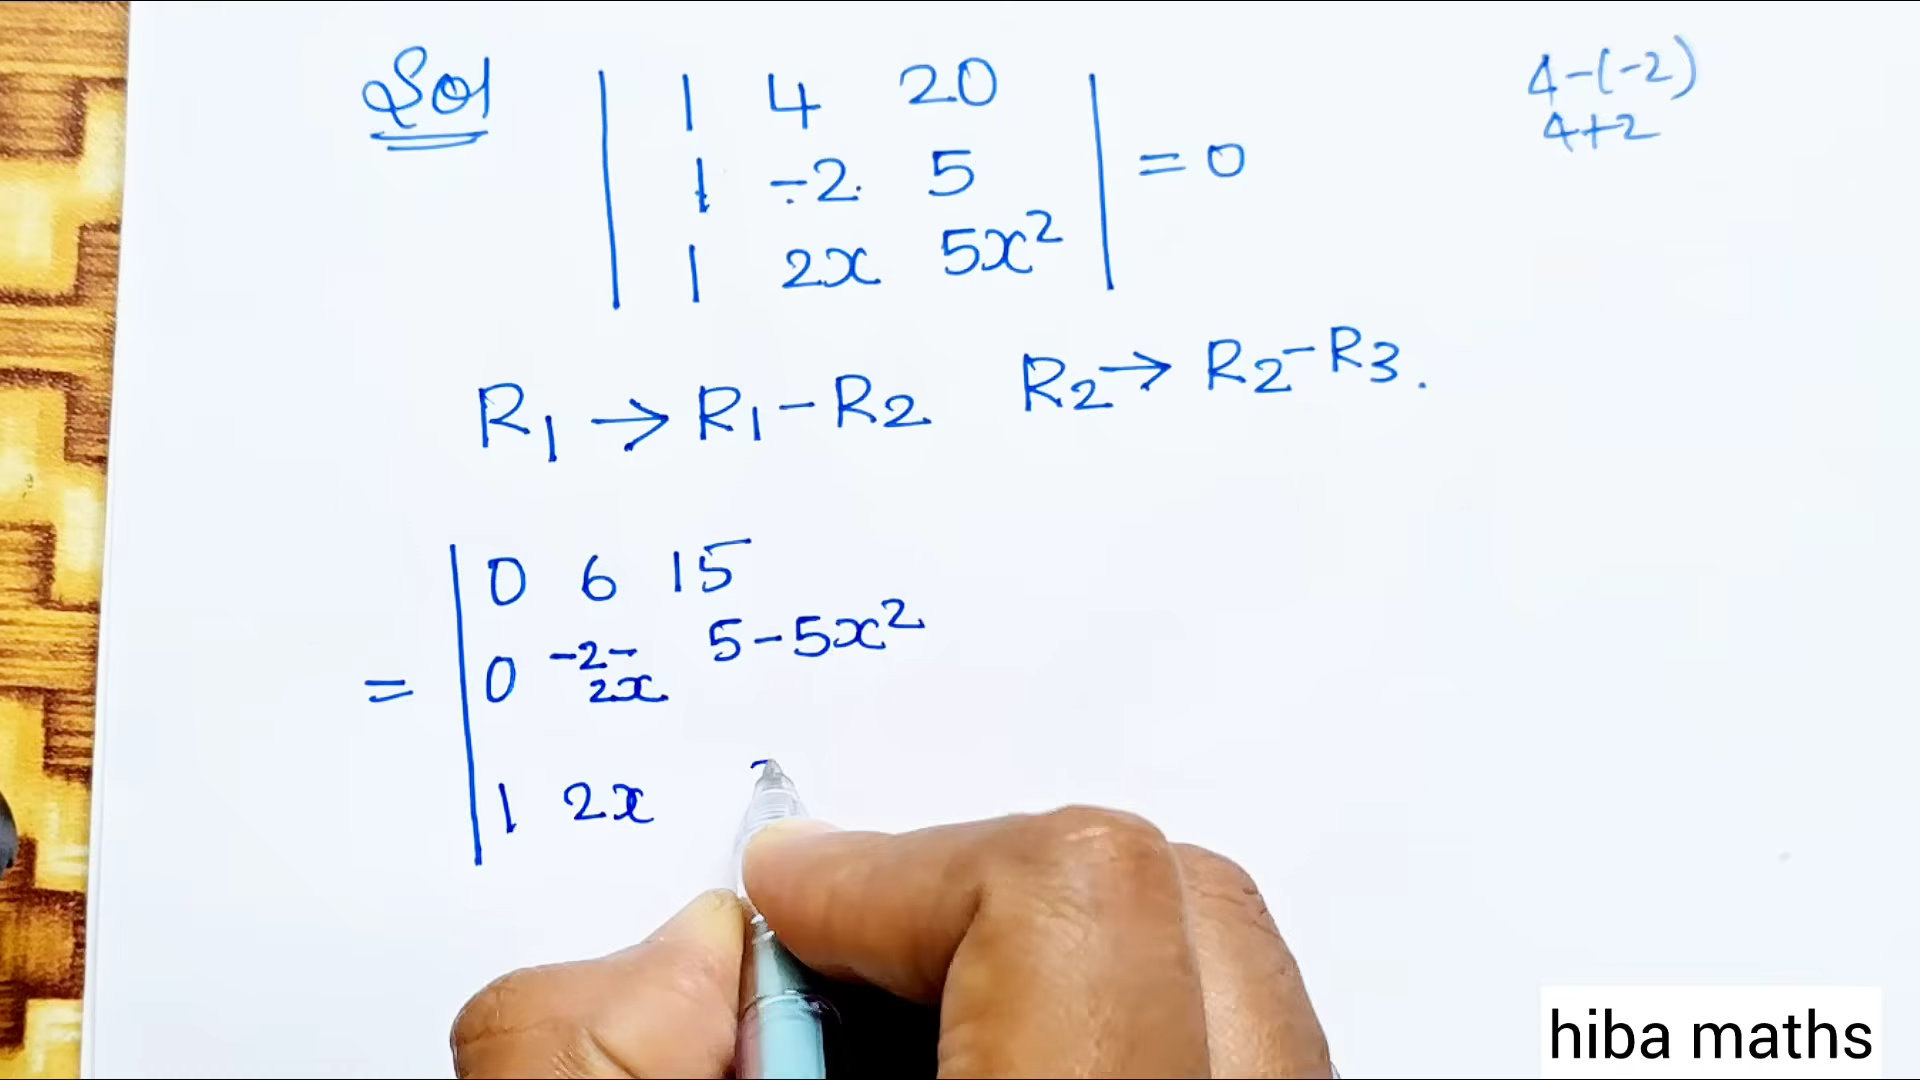 Sol
| 1 4 20 |
| 1 -2 5 | = 0
| 1 2x 5x² |
4-(-2)
4+2
R₁ → R₁ - R₂ R₂ → R₂ - R₃.
| 0 6 15
= | 0 -2-2x 5-5x²
| 1 2x
hiba maths